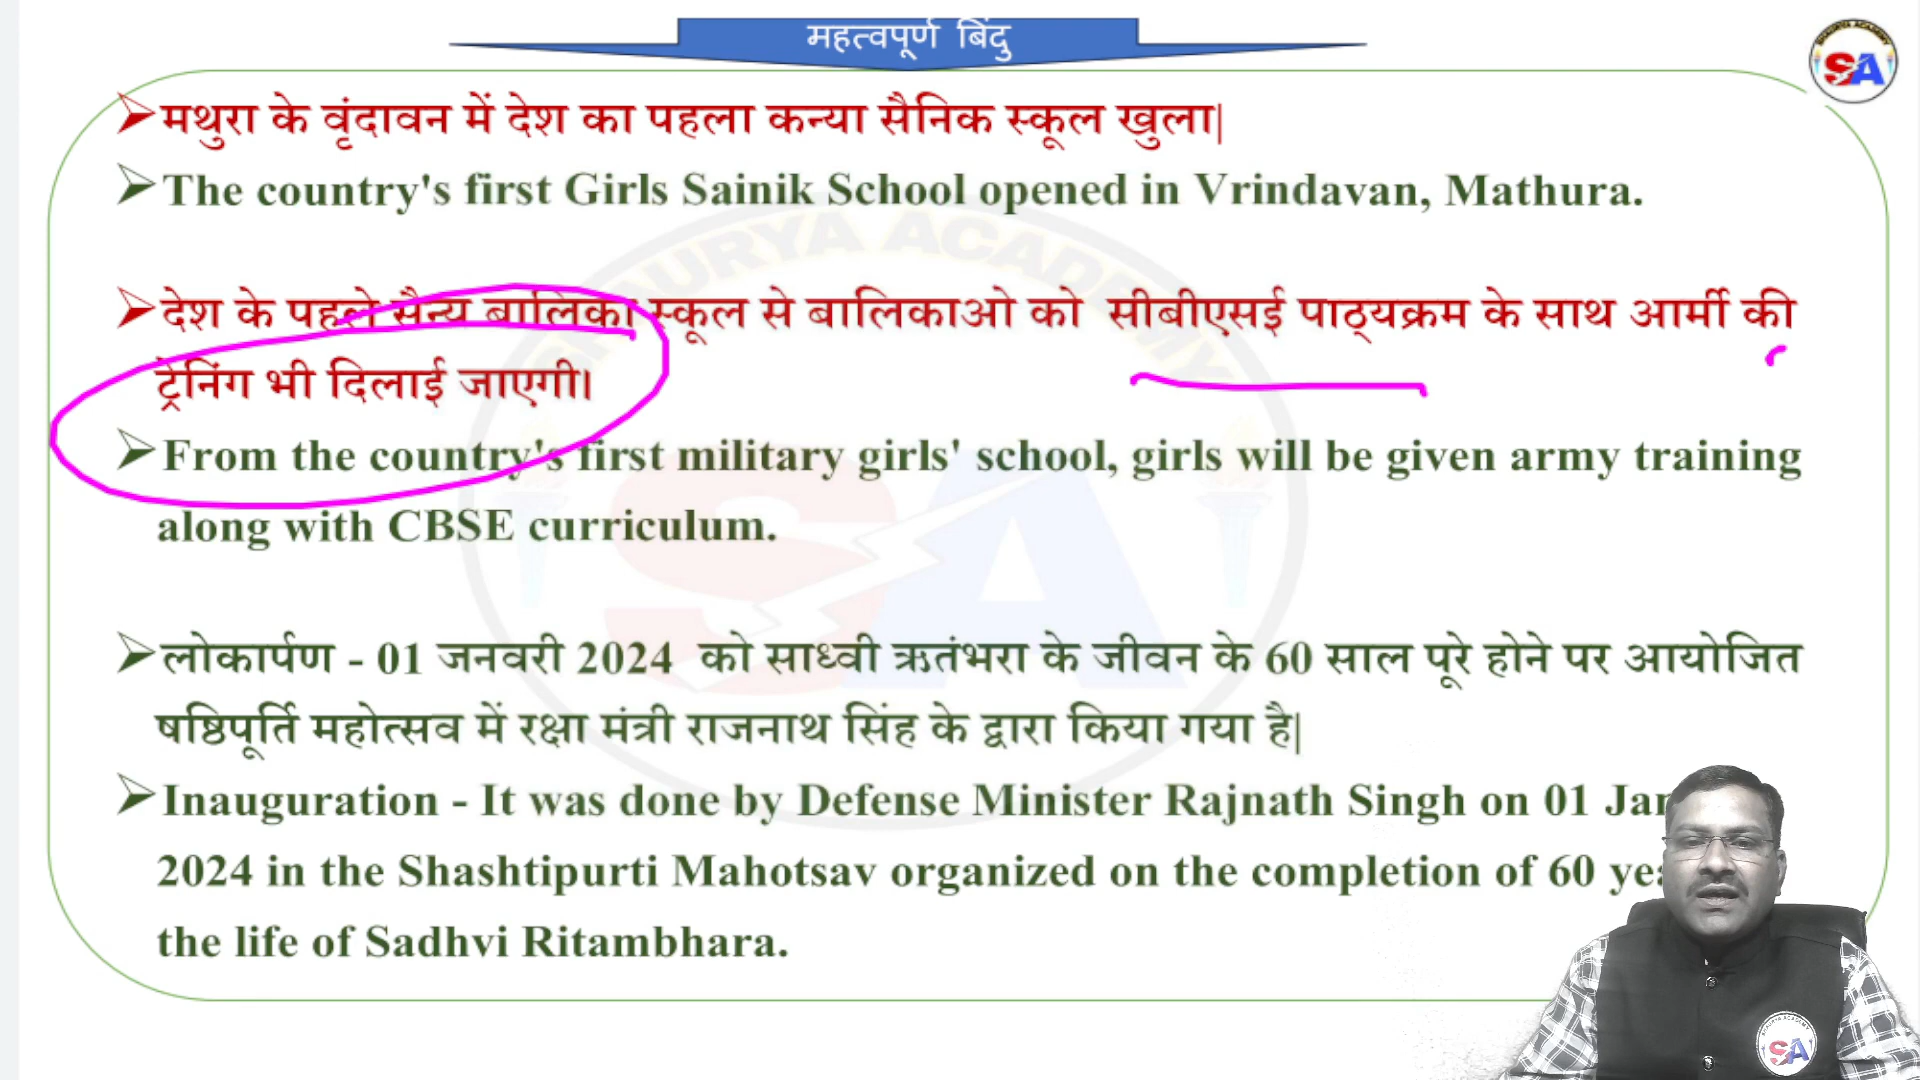 महत्वपूर्ण बिंदु
मथुरा के वृंदावन में देश का पहला कन्या सैनिक स्कूल खुला|
The country's first Girls Sainik School opened in Vrindavan, Mathura.
देश के पहले सैन्य बालिका स्कूल से बालिकाओ को सीबीएसई पाठ्यक्रम के साथ आर्मी की
ट्रेनिंग भी दिलाई जाएगी।
From the country's first military girls' school, girls will be given army training
along with CBSE curriculum.
लोकार्पण - 01 जनवरी 2024 को साध्वी ऋतंभरा के जीवन के 60 साल पूरे होने पर आयोजित
षष्ठिपूर्ति महोत्सव में रक्षा मंत्री राजनाथ सिंह के द्वारा किया गया है|
Inauguration - It was done by Defense Minister Rajnath Singh on 01
2024 in the Shashtipurti Mahotsav organized on the completion of 60
the life of Sadhvi Ritambhara.
SA
SA